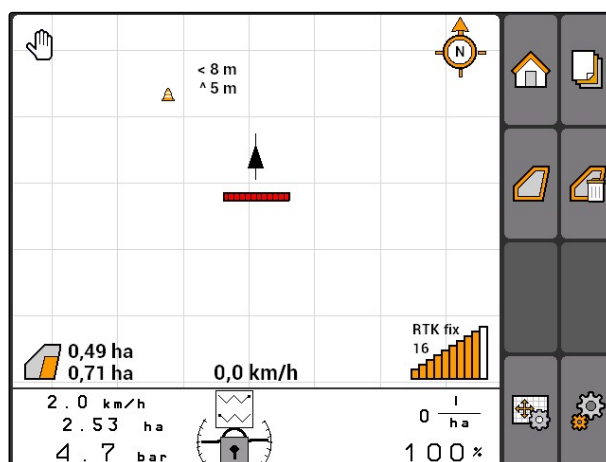 N
< 8 m
^ 5 m
RTK fix
16
0,49 ha
0,71 ha
0,0 km/h
2.0 km/h
2.53 ha
4.7 bar
0 l/ha
100%